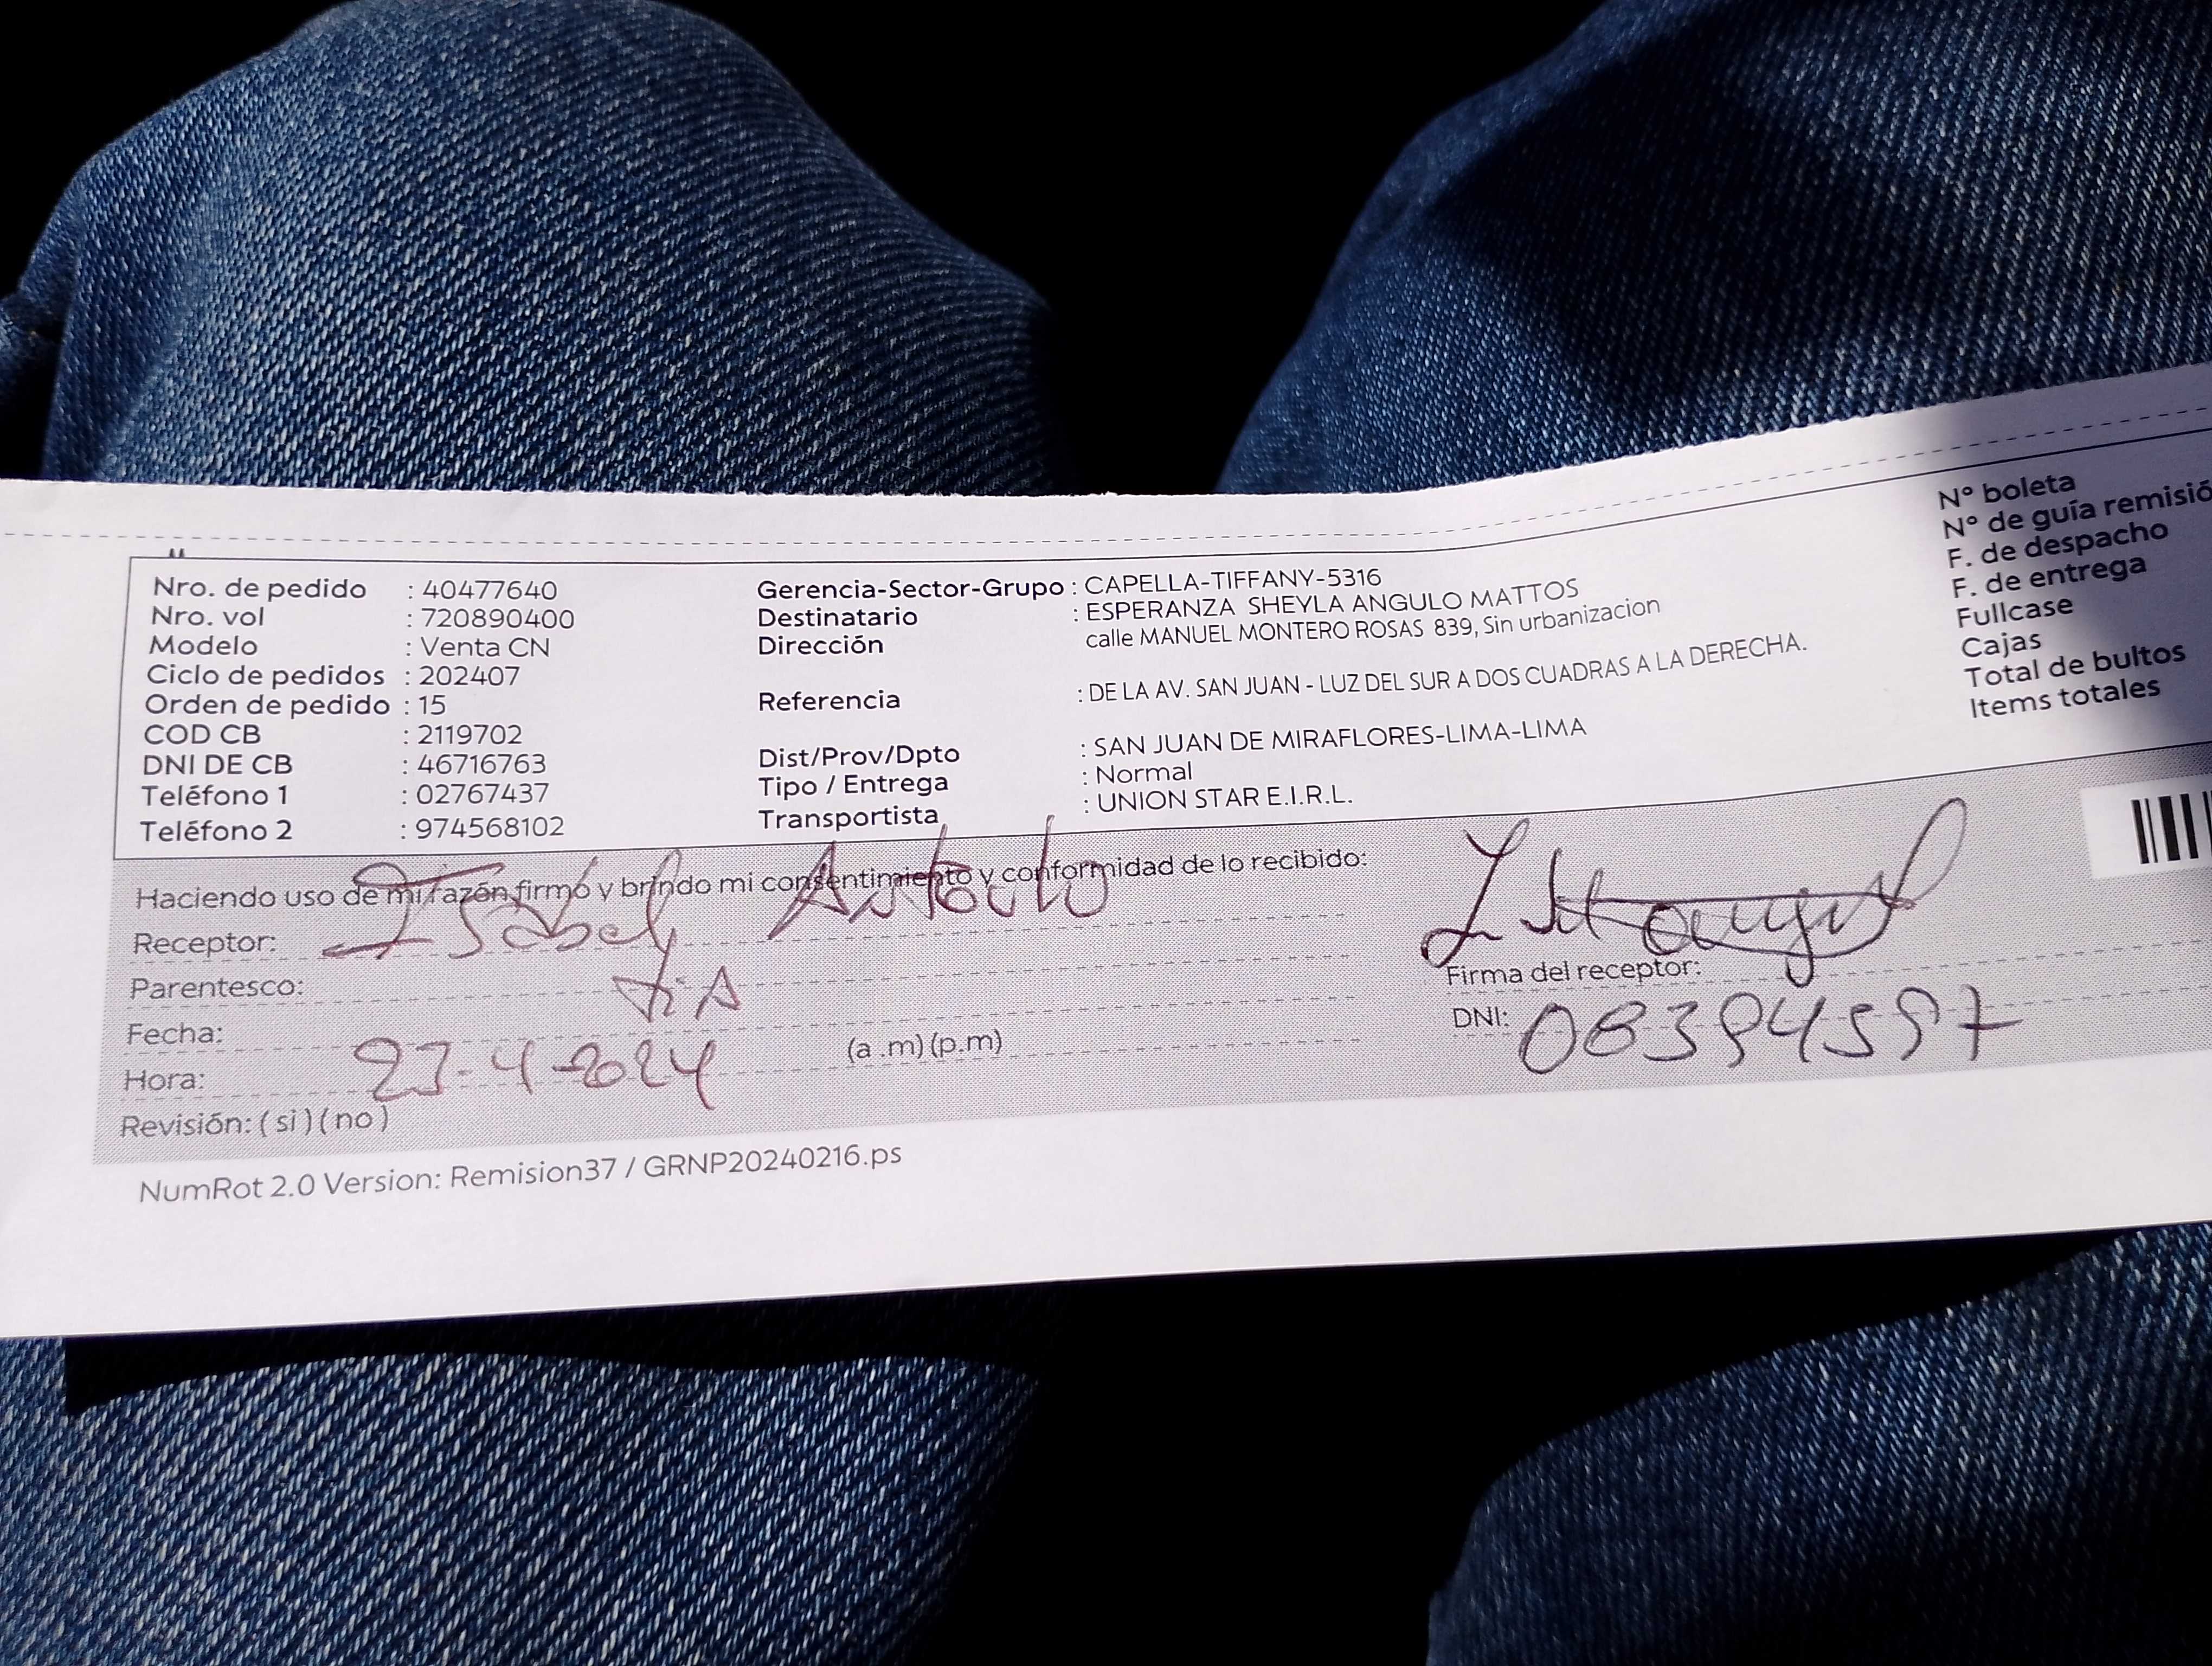 Nro. de pedido : 40477640
Nro. vol : 720890400
Modelo : Venta CN
Ciclo de pedidos : 202407
Orden de pedido : 15
COD CB : 2119702
DNI DE CB : 46716763
Teléfono 1 : 02767437
Teléfono 2 : 974568102
Gerencia-Sector-Grupo : CAPELLA-TIFFANY-5316
Destinatario : ESPERANZA SHEYLA ANGULO MATTOS
Dirección calle MANUEL MONTERO ROSAS 839, Sin urbanizacion
Referencia : DE LA AV. SAN JUAN - LUZ DEL SUR A DOS CUADRAS A LA DERECHA.
Dist/Prov/Dpto : SAN JUAN DE MIRAFLORES-LIMA-LIMA
Tipo / Entrega : Normal
Transportista : UNION STAR E.I.R.L.
N° boleta
N° de guía remisió
F. de despacho
F. de entrega
Fullcase
Cajas
Total de bultos
Items totales
Haciendo uso de mi razón firmo y brindo mi consentimiento y conformidad de lo recibido:
Receptor: Isabel
Parentesco: tiA
Fecha:
Hora: 23-4-2024 (a .m) (p.m)
Revisión: ( si ) ( no )
Firma del receptor:
DNI:
NumRot 2.0 Version: Remision37 / GRNP20240216.ps